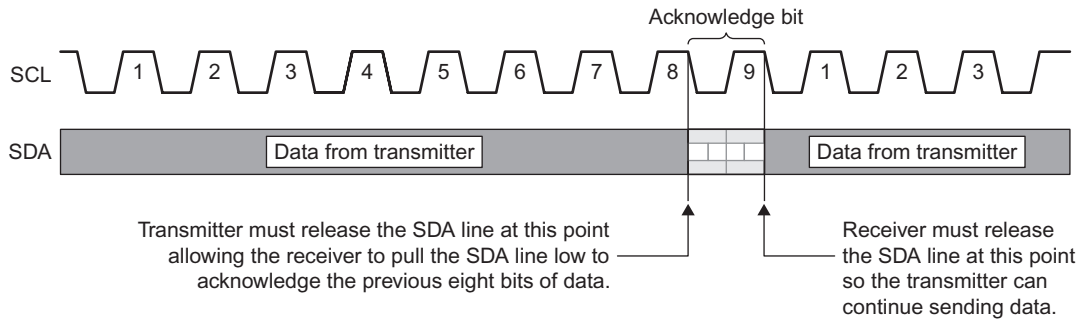 Acknowledge bit
SCL
1 2 3 4 5 6 7 8 9 1 2 3
SDA
Data from transmitter
Data from transmitter
Transmitter must release the SDA line at this point
allowing the receiver to pull the SDA line low to
acknowledge the previous eight bits of data.
Receiver must release
the SDA line at this point
so the transmitter can
continue sending data.